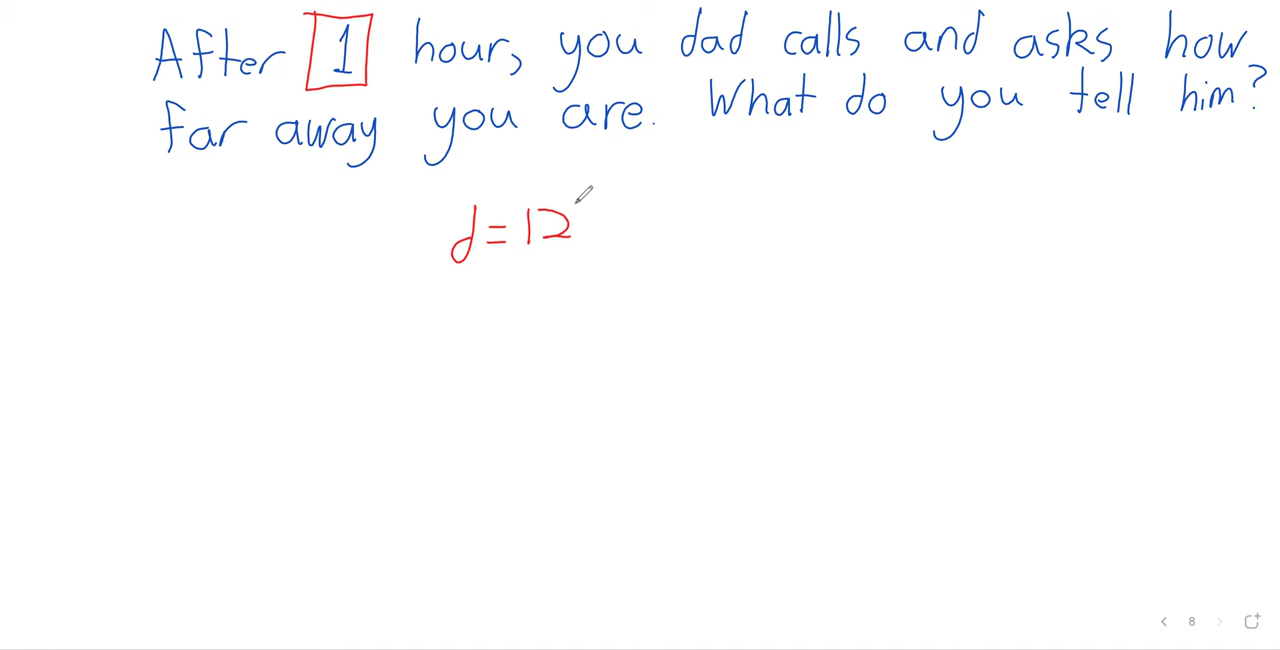 After 1 hour, you dad calls and asks how
far away you are. What do you tell him?
d=12
8